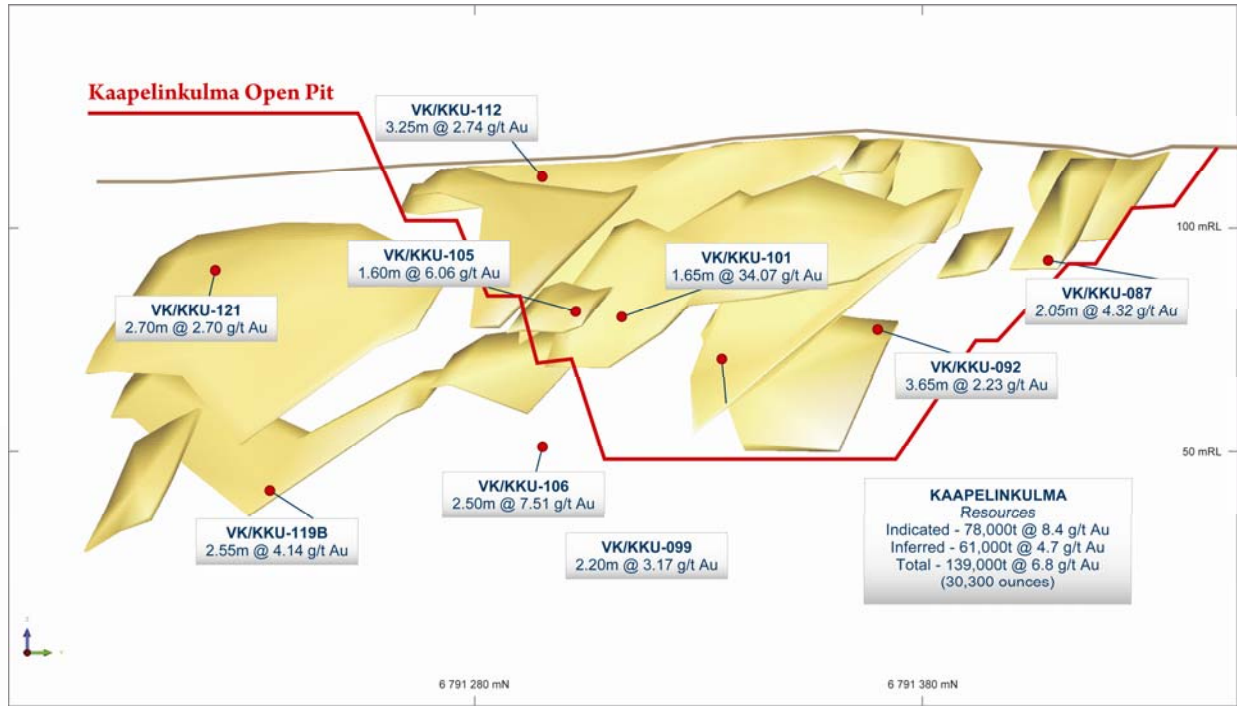 Kaapelinkulma Open Pit
VK/KKU-112
3.25m @ 2.74 g/t Au
100 mRL
VK/KKU-105
1.60m @ 6.06 g/t Au
VK/KKU-101
1.65m @ 34.07 g/t Au
VK/KKU-121
2.70m @ 2.70 g/t Au
VK/KKU-087
2.05m @ 4.32 g/t Au
VK/KKU-092
3.65m @ 2.23 g/t Au
50 mRL
VK/KKU-106
2.50m @ 7.51 g/t Au
VK/KKU-119B
2.55m @ 4.14 g/t Au
VK/KKU-099
2.20m @ 3.17 g/t Au
KAAPELINKULMA
Resources
Indicated - 78,000t @ 8.4 g/t Au
Inferred - 61,000t @ 4.7 g/t Au
Total - 139,000t @ 6.8 g/t Au
(30,300 ounces)
6 791 280 mN
6 791 380 mN